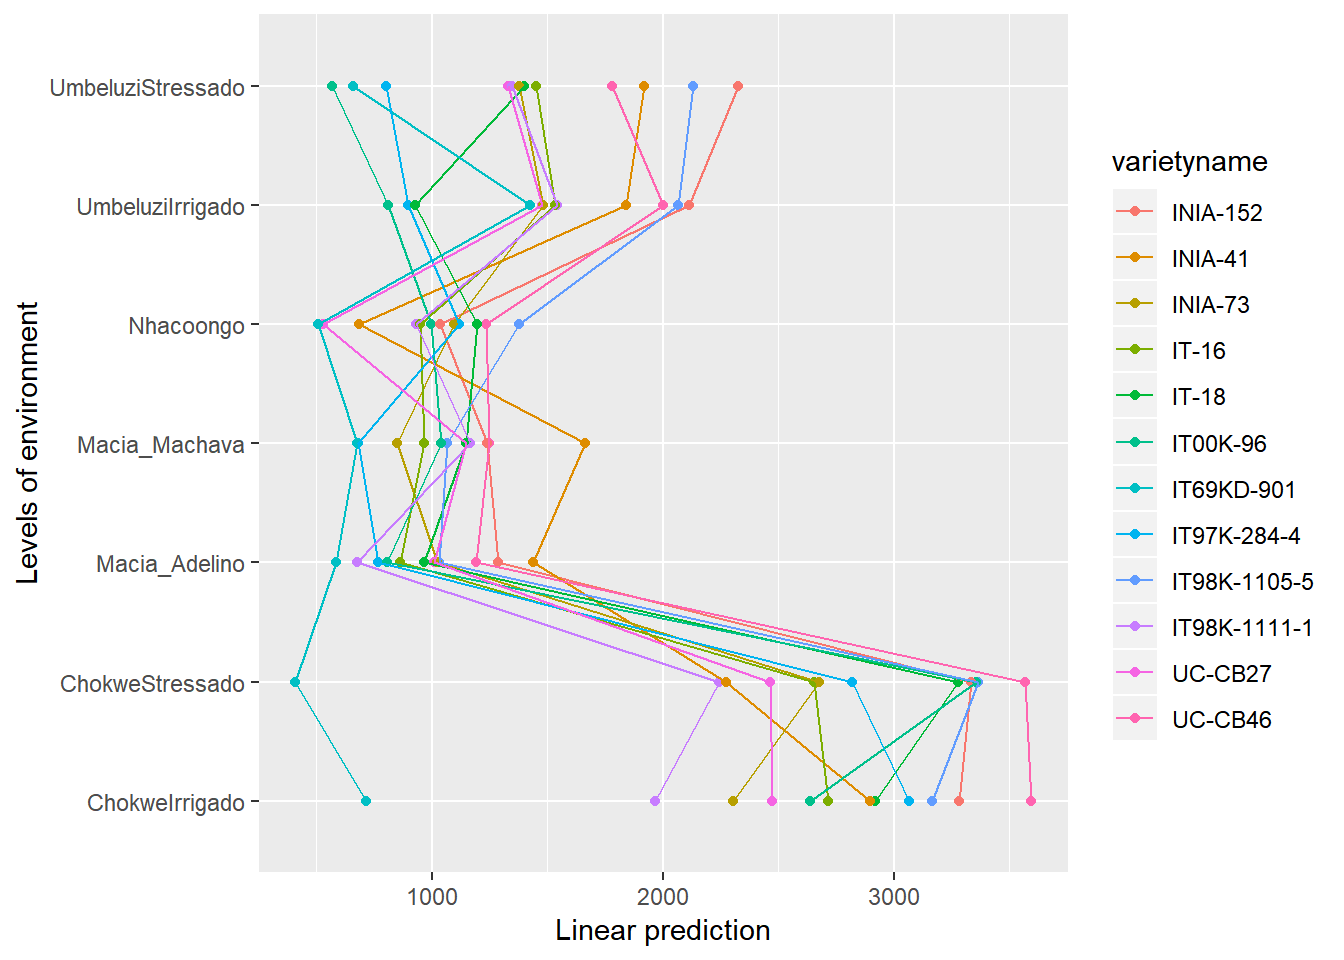 UmbeluziStressado
UmbeluziIrrigado
Nhacoongo
Macia_Machava
Macia_Adelino
ChokweStressado
ChokweIrrigado
Levels of environment
1000 2000 3000
Linear prediction
varietyname
INIA-152
INIA-41
INIA-73
IT-16
IT-18
IT00K-96
IT69KD-901
IT97K-284-4
IT98K-1105-5
IT98K-1111-1
UC-CB27
UC-CB46